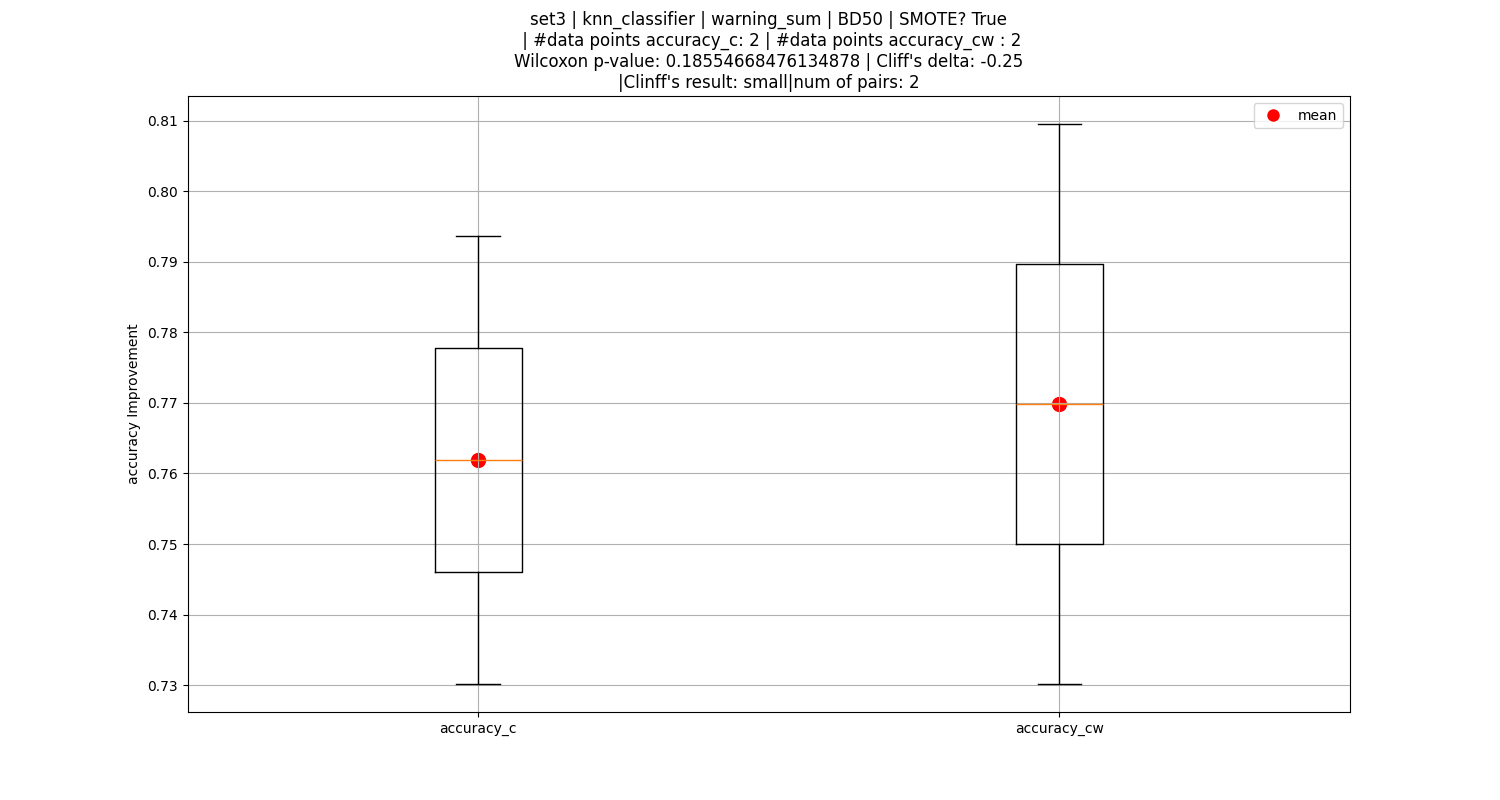 set3 | knn_classifier | warning_sum | BD50 | SMOTE? True
| #data points accuracy_c: 2 | #data points accuracy_cw : 2
Wilcoxon p-value: 0.18554668476134878 | Cliff's delta: -0.25
|Clinff's result: small|num of pairs: 2
mean
0.81
0.80
0.79
0.78
0.77
0.76
0.75
0.74
0.73
accuracy Improvement
accuracy_c
accuracy_cw